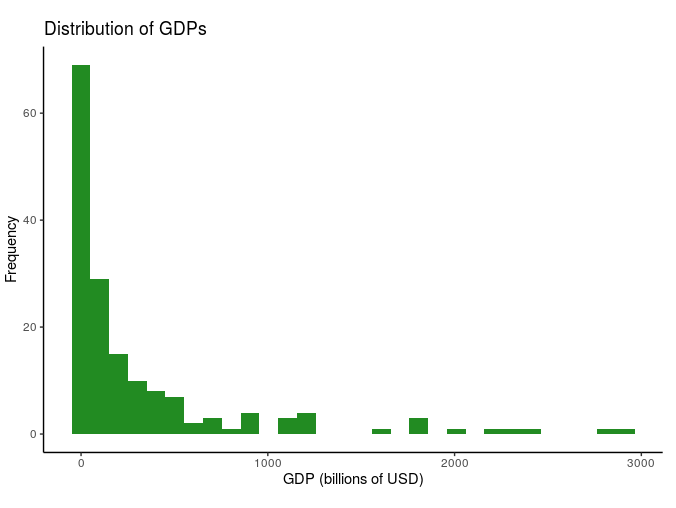 Distribution of GDPs
60
40
20
0
Frequency
0 1000 2000 3000
GDP (billions of USD)